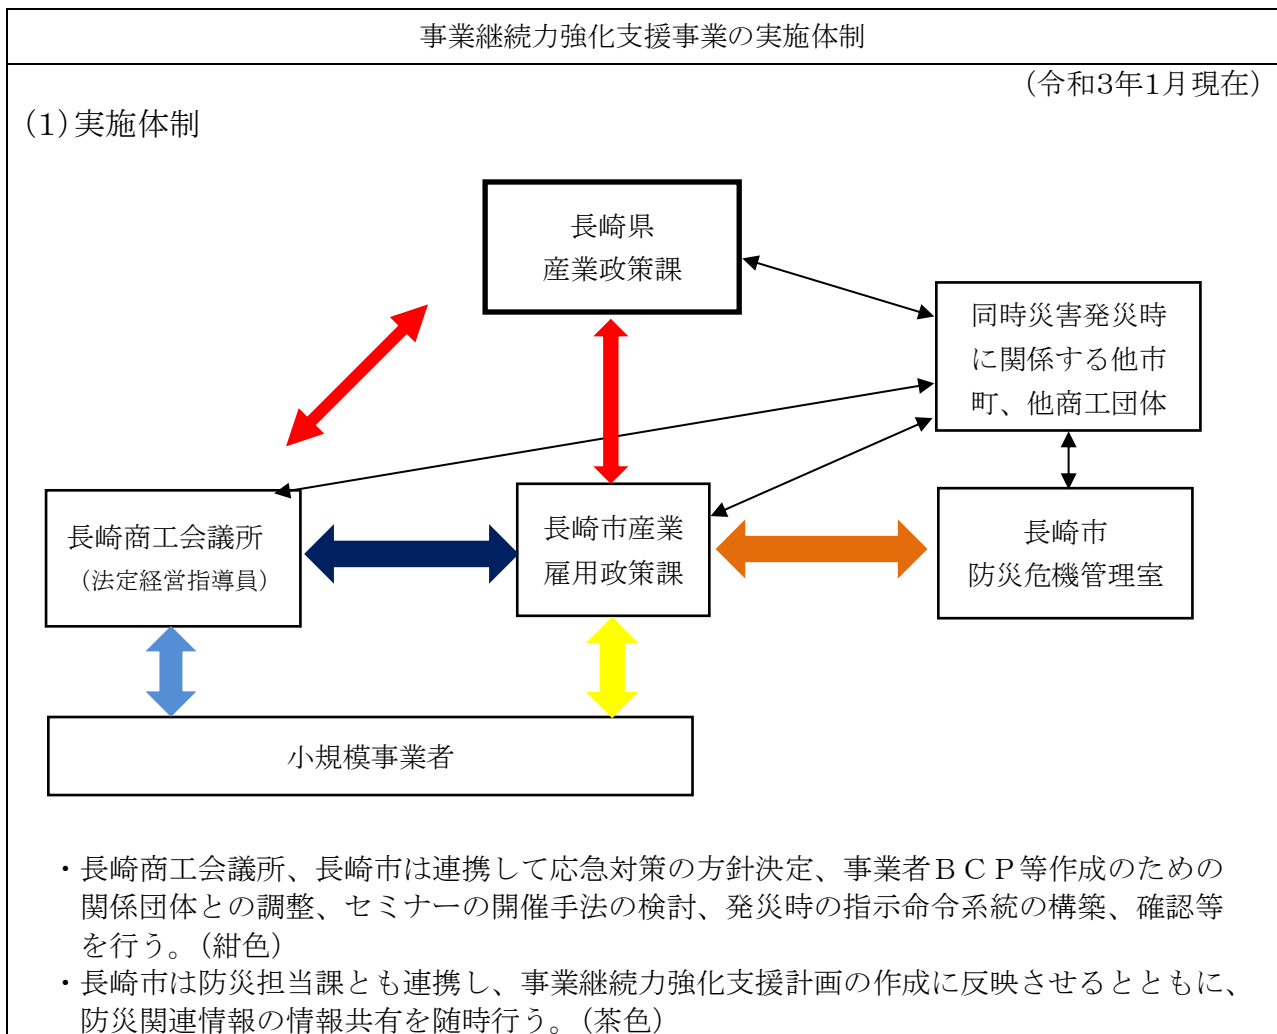 事業継続力強化支援事業の実施体制
（令和3年1月現在）
（1）実施体制
長崎県
産業政策課
同時災害発災時
に関係する他市
町、他商工団体
長崎商工会議所
（法定経営指導員）
長崎市産業
雇用政策課
長崎市
防災危機管理室
小規模事業者
・長崎商工会議所、長崎市は連携して応急対策の方針決定、事業者ＢＣＰ等作成のための
関係団体との調整、セミナーの開催手法の検討、発災時の指示命令系統の構築、確認等
を行う。（紺色）
・長崎市は防災担当課とも連携し、事業継続力強化支援計画の作成に反映させるとともに、
防災関連情報の情報共有を随時行う。（茶色）